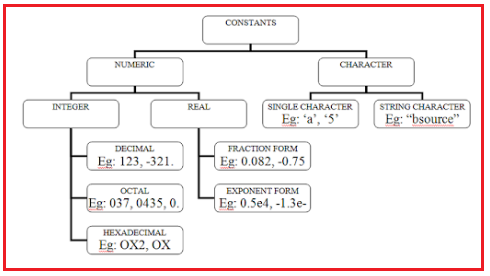 CONSTANTS
NUMERIC
CHARACTER
INTEGER
REAL
SINGLE CHARACTER
Eg: ‘a’, ‘5’
STRING CHARACTER
Eg: “bsource”
DECIMAL
Eg: 123, -321.
FRACTION FORM
Eg: 0.082, -0.75
OCTAL
Eg: 037, 0435, 0.
EXPONENT FORM
Eg: 0.5e4, -1.3e-
HEXADECIMAL
Eg: OX2, OX